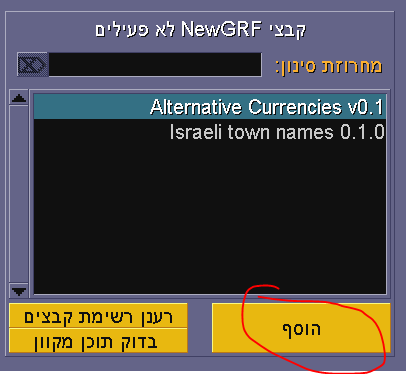 קבצי NewGRF לא פעילים
מחרוזת סינון:
Alternative Currencies v0.1
Israeli town names 0.1.0
רענן רשימת קבצים
בדוק תוכן מקוון
הוסף